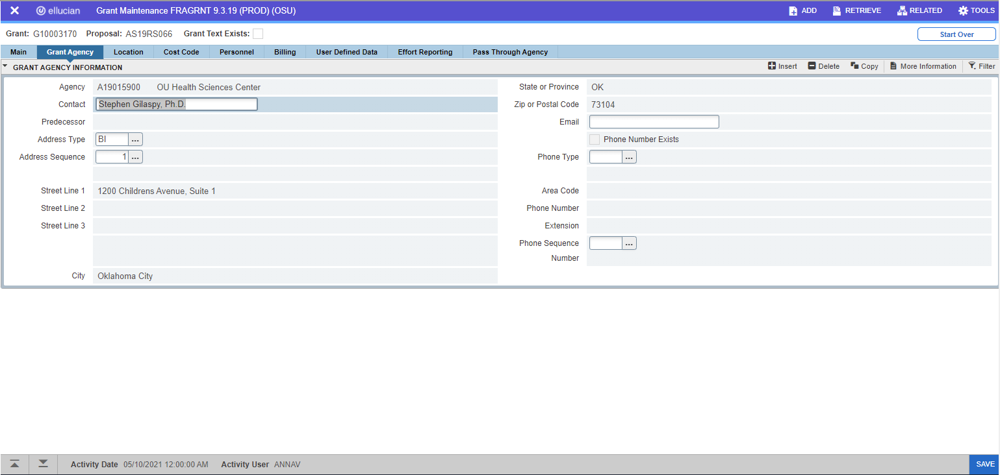 ellucian Grant Maintenance FRAGRNT 9.3.19 (PROD) (OSU) ADD RETRIEVE RELATED TOOLS
Grant: G10003170 Proposal: AS19RS066 Grant Text Exists: Start Over
Main Grant Agency Location Cost Code Personnel Billing User Defined Data Effort Reporting Pass Through Agency
GRANT AGENCY INFORMATION Insert Delete Copy More Information Filter
Agency A19015900 OU Health Sciences Center State or Province OK
Contact Stephen Gilaspy, Ph.D. Zip or Postal Code 73104
Predecessor Email
Address Type BI ... Phone Number Exists
Address Sequence 1 ... Phone Type ...
Street Line 1 1200 Childrens Avenue, Suite 1 Area Code
Street Line 2 Phone Number
Street Line 3 Extension
Phone Sequence ...
Number
City Oklahoma City
Activity Date 05/10/2021 12:00:00 AM Activity User ANNAV SAVE